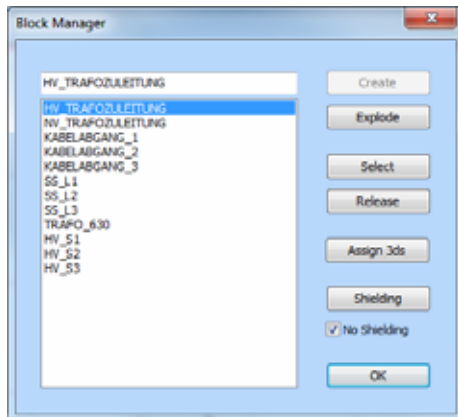 Block Manager
HV_TRAFOZULEITUNG
Create
HV_TRAFOZULEITUNG
NV_TRAFOZULEITUNG
KABELABGANG_1
KABELABGANG_2
KABELABGANG_3
SS_L1
SS_L2
SS_L3
TRAFO_630
HV_S1
HV_S2
HV_S3
Explode
Select
Release
Assign 3ds
Shielding
No Shielding
OK